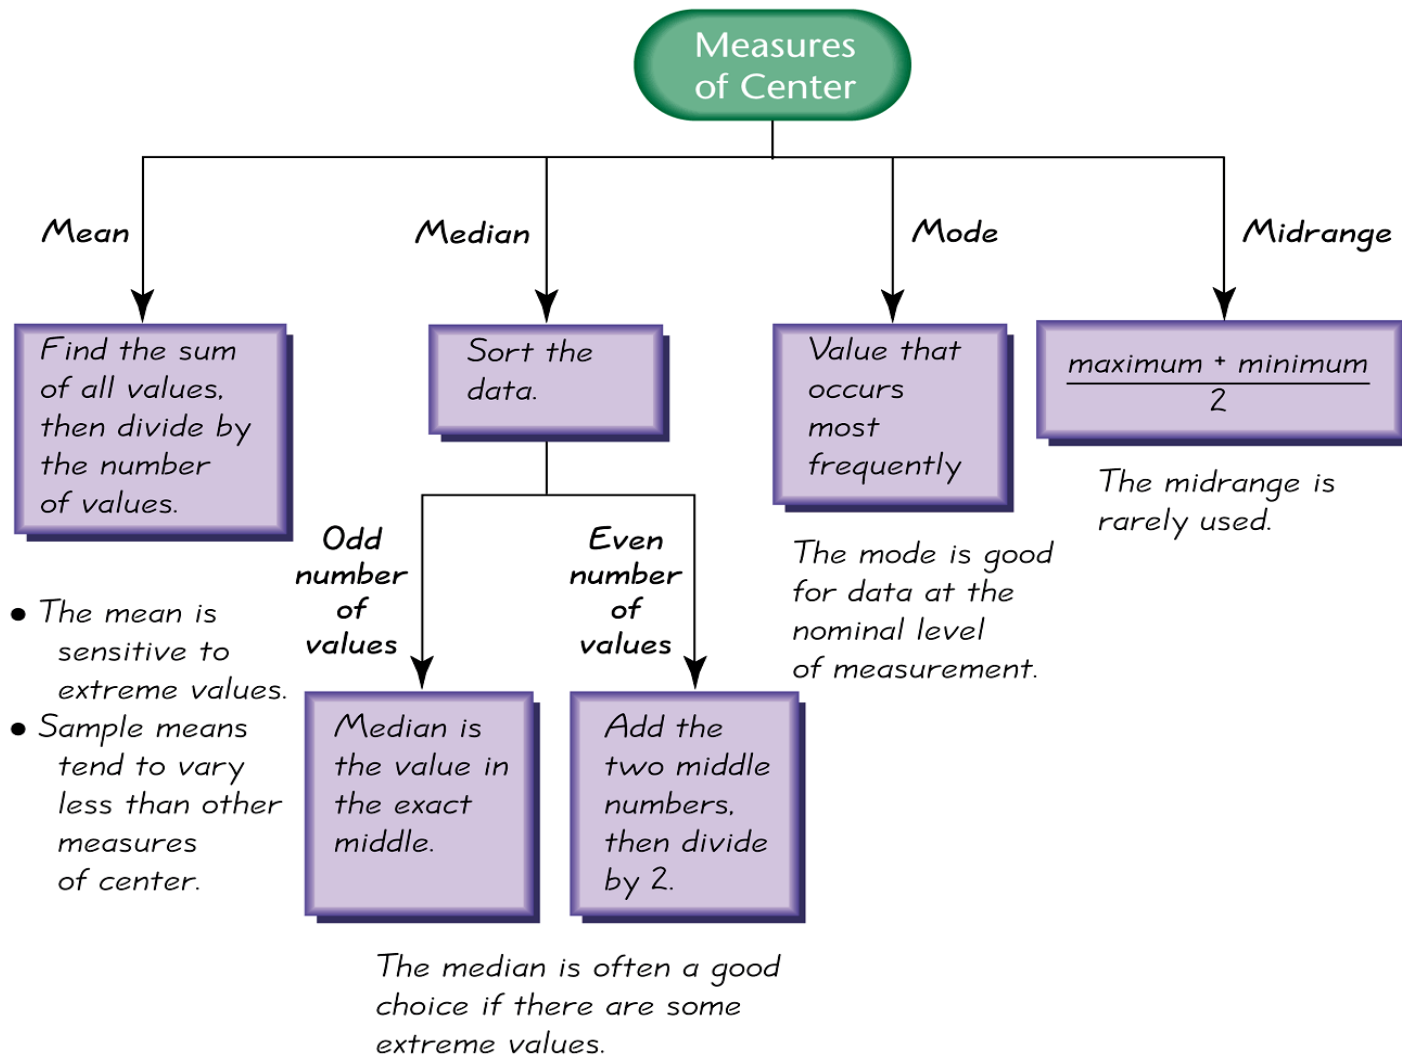 Measures
of Center
Mean
Median
Mode
Midrange
Find the sum
of all values,
then divide by
the number
of values.
Sort the
data.
Value that
occurs
most
frequently
maximum + minimum
2
The midrange is
rarely used.
The mode is good
for data at the
nominal level
of measurement.
Odd
number
of
values
Even
number
of
values
• The mean is
sensitive to
extreme values.
• Sample means
tend to vary
less than other
measures
of center.
Median is
the value in
the exact
middle.
Add the
two middle
numbers,
then divide
by 2.
The median is often a good
choice if there are some
extreme values.